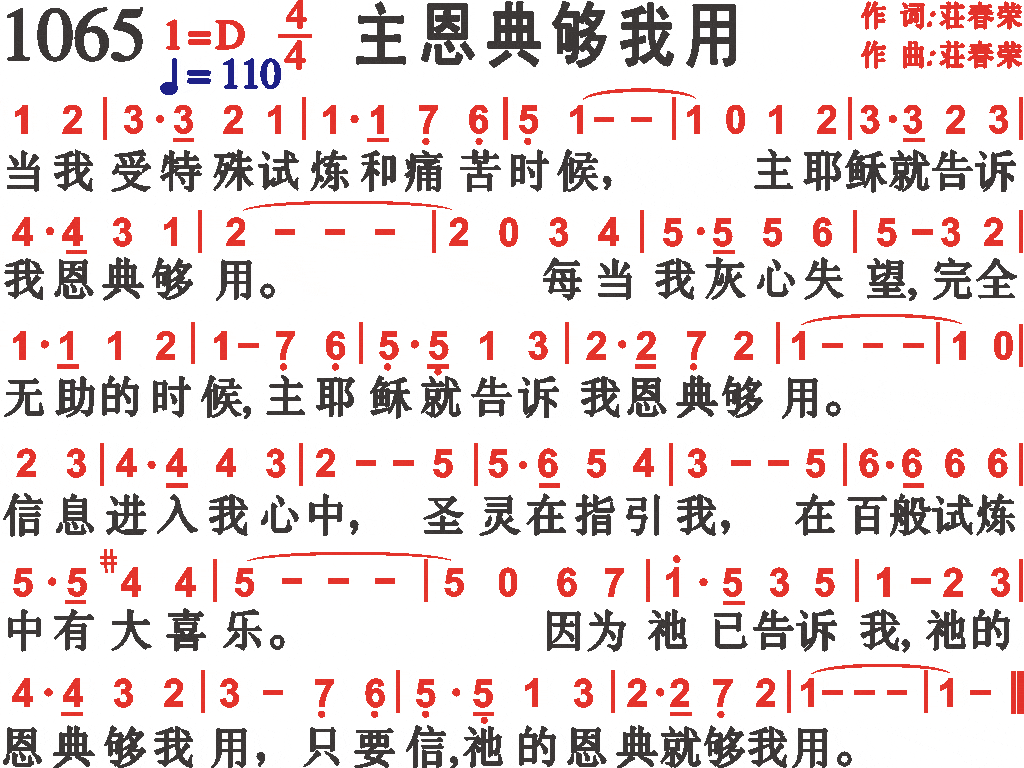 1065 1=D 4/4 主恩典够我用 作 词:莊春荣
♩=110 作 曲:莊春荣
1 2 | 3·3 2 1 | 1·1 7 6 | 5 1-- | 1 0 1 2 | 3·3 2 3 |
当我受特殊试炼和痛苦时候， 主耶稣就告诉
4·4 3 1 | 2 - - - | 2 0 3 4 | 5·5 5 6 | 5-3 2 |
我恩典够用。 每当我灰心失望,完全
1·1 1 2 | 1-7 6 | 5·5 1 3 | 2·2 7 2 | 1--- | 1 0 |
无助的时候,主耶稣就告诉我恩典够用。
2 3 | 4·4 4 3 | 2 - - 5 | 5·6 5 4 | 3 - - 5 | 6·6 6 6 |
信息进入我心中， 圣灵在指引我， 在百般试炼
5·5 #4 4 | 5 - - - | 5 0 6 7 | i·5 3 5 | 1-2 3 |
中有大喜乐。 因为祂已告诉我,祂的
4·4 3 2 | 3 - 7 6 | 5·5 1 3 | 2·2 7 2 | 1--- | 1 - ‖
恩典够我用，只要信,祂的恩典就够我用。